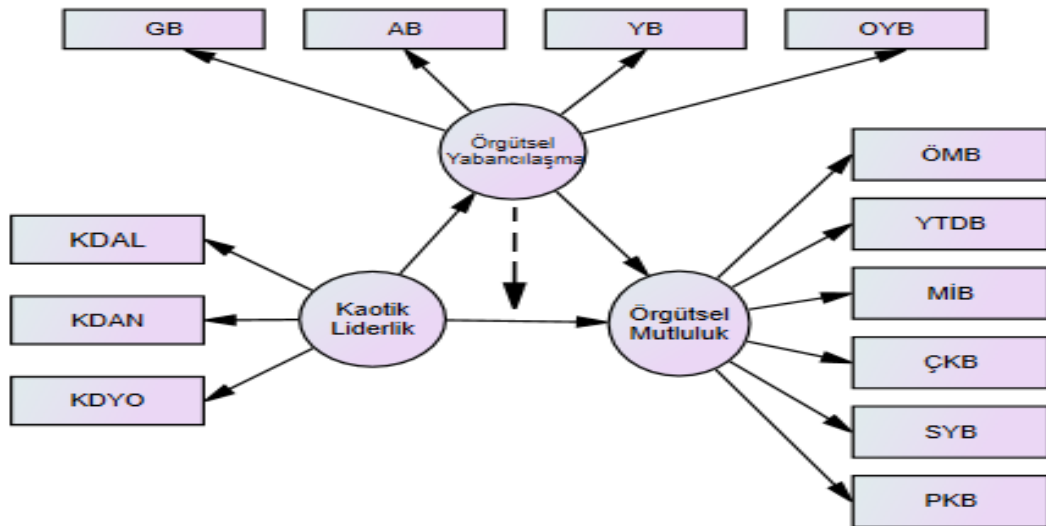 GB
AB
YB
OYB
Örgütsel
Yabancılaşma
ÖMB
YTDB
KDAL
MİB
KDAN
Kaotik
Liderlik
Örgütsel
Mutluluk
ÇKB
KDYO
SYB
PKB